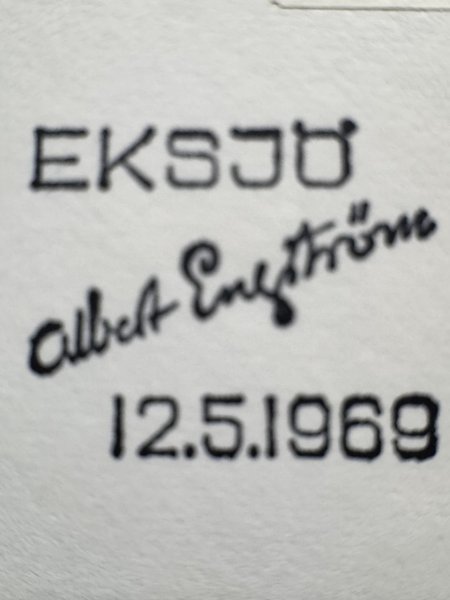 EKSJÖ
Albert Engström
12.5.1969